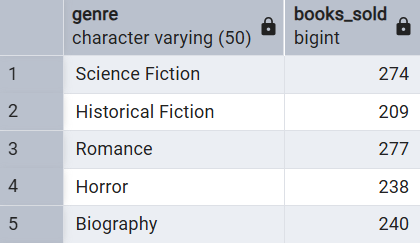 genre books_sold
character varying (50) bigint
1 Science Fiction 274
2 Historical Fiction 209
3 Romance 277
4 Horror 238
5 Biography 240